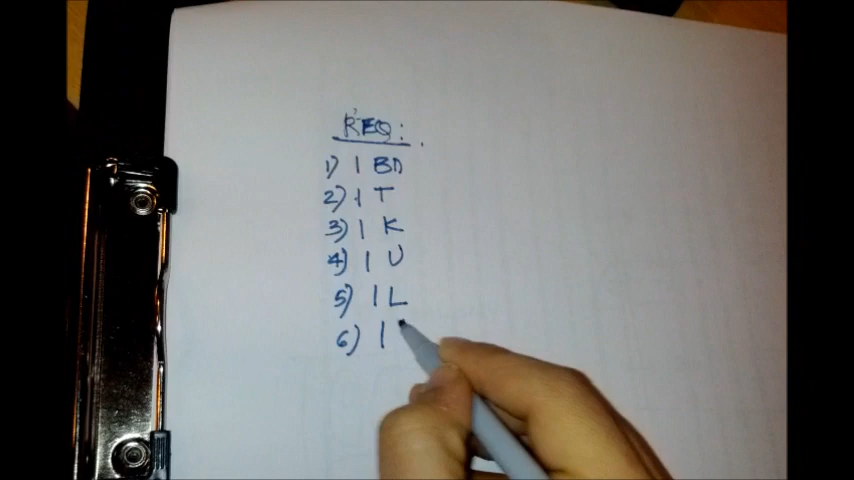 REQ:
1) 1 BD
2) 1 T
3) 1 K
4) 1 U
5) 1 L
6) 1